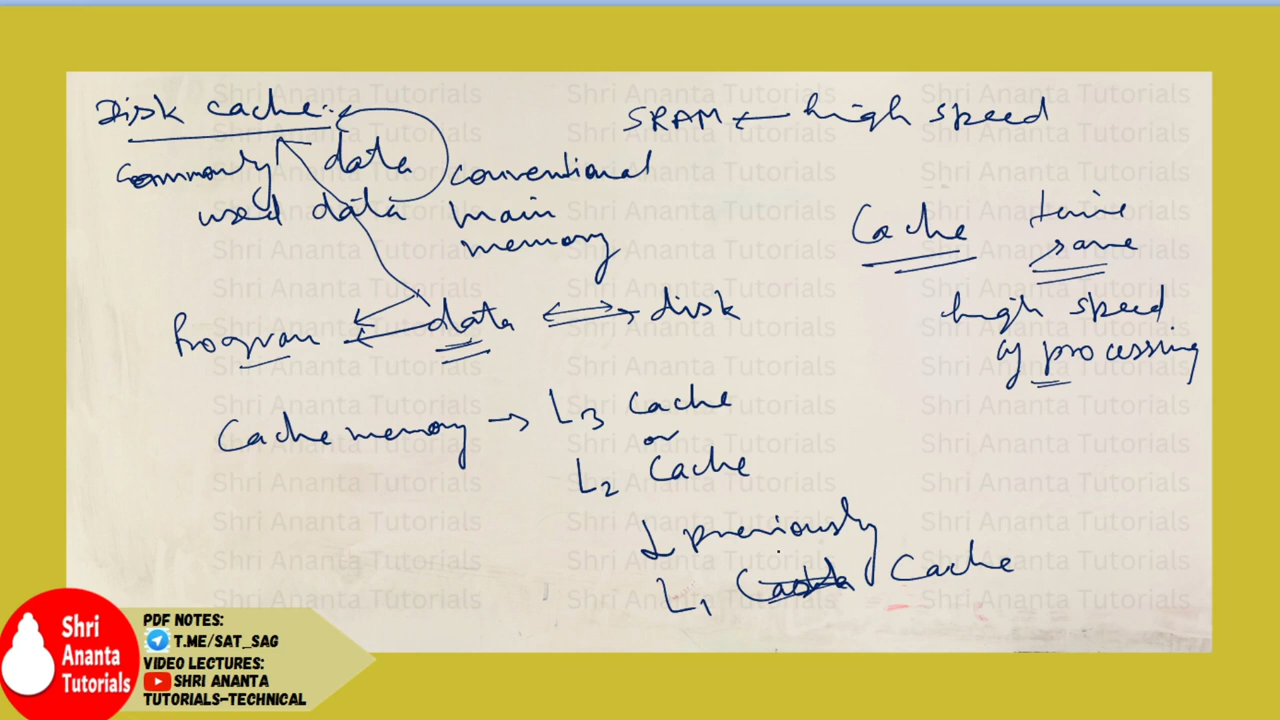 Disk cache:-
data
Commonly
used data
conventional
main
memory
SRAM ← high speed
Cache
time
save
high speed
of processing
Program
data
disk
Cache memory → L3 cache
or
L2 cache
previously
L1
Cache
Shri
Ananta
Tutorials
PDF NOTES:
T.ME/SAT_SAG
VIDEO LECTURES:
SHRI ANANTA
TUTORIALS-TECHNICAL